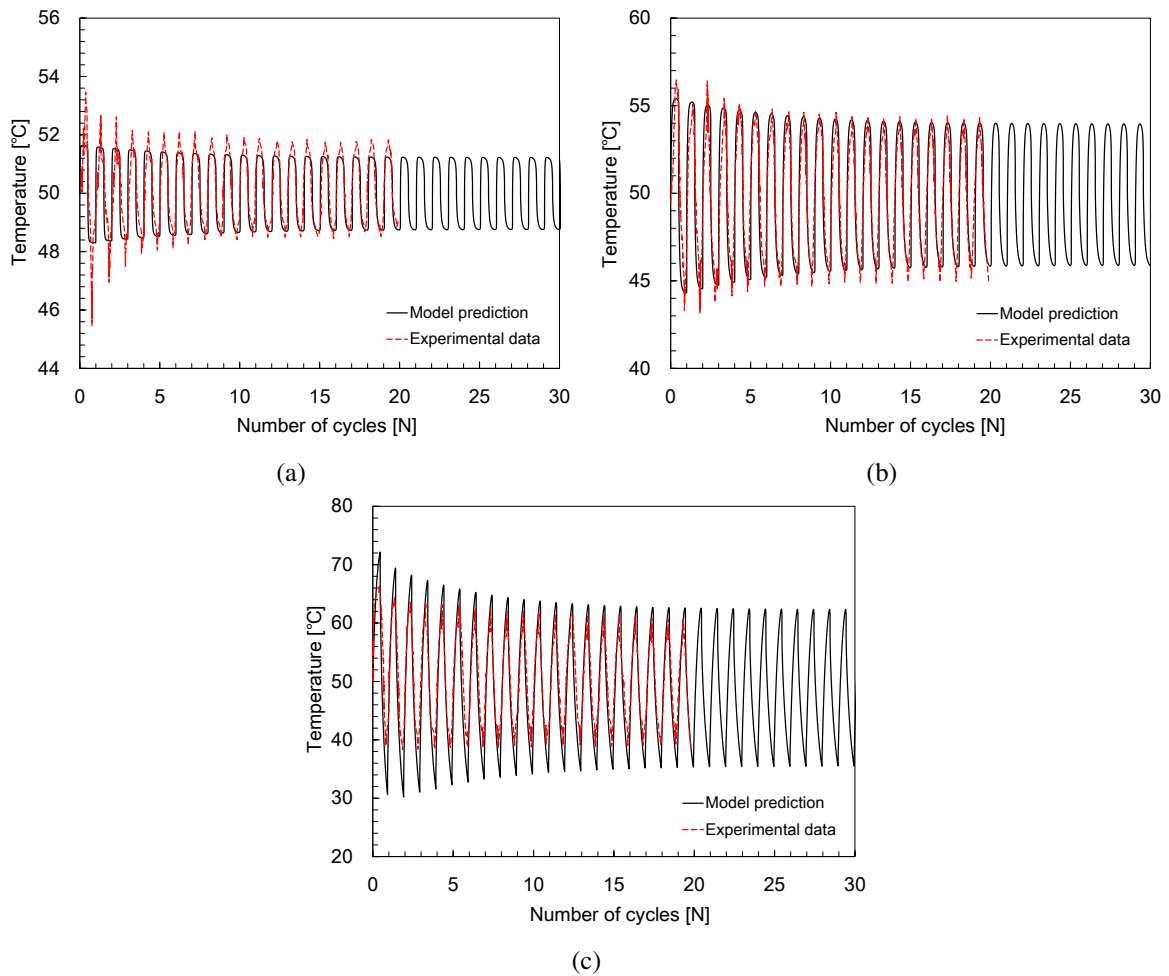 56
54
52
50
48
46
44
Temperature [°C]
0 5 10 15 20 25 30
Number of cycles [N]
Model prediction
Experimental data
(a)
60
55
50
45
40
Temperature [°C]
0 5 10 15 20 25 30
Number of cycles [N]
Model prediction
Experimental data
(b)
80
70
60
50
40
30
20
Temperature [°C]
0 5 10 15 20 25 30
Number of cycles [N]
Model prediction
Experimental data
(c)